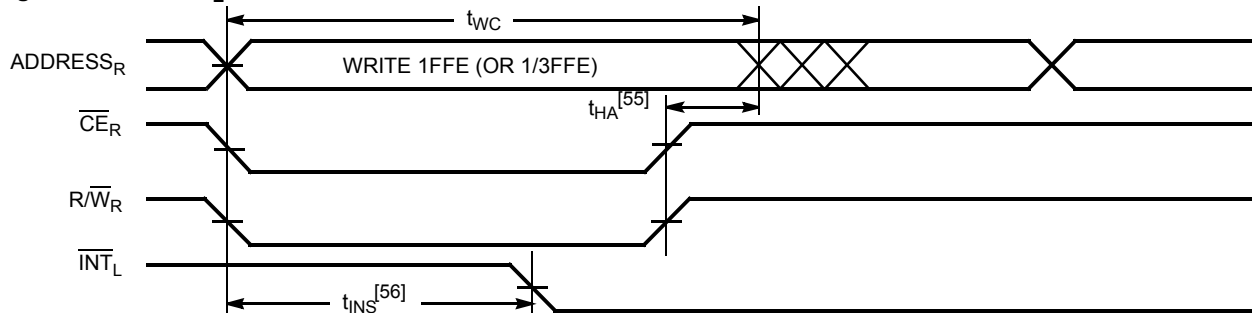 tWC
ADDRESSR
WRITE 1FFE (OR 1/3FFE)
tHA[55]
CER
R/WR
INTL
tINS[56]